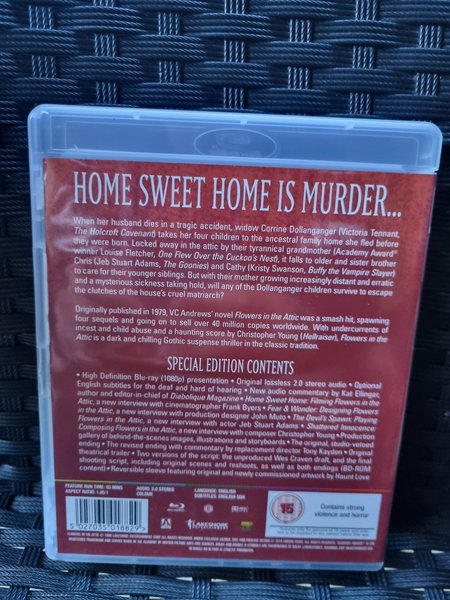 HOME SWEET HOME IS MURDER...
When her husband dies in a tragic accident, widow Corrine Dollanganger (Victoria Tennant,
The Holcroft Covenant) takes her four children to the ancestral family home she fled before
they were born. Locked away in the attic by their tyrannical grandmother (Academy Award®
winner Louise Fletcher, One Flew Over the Cuckoo's Nest), it falls to older sister brother
Chris (Jeb Stuart Adams, The Goonies) and Cathy (Kristy Swanson, Buffy the Vampire Slayer)
to care for their younger siblings. But with their mother growing increasingly distant and erratic
and a mysterious sickness taking hold, will any of the Dollanganger children survive to escape
the clutches of the house's cruel matriarch?
Originally published in 1979, VC Andrews' novel Flowers in the Attic was a smash hit, spawning
four sequels and going on to sell over 40 million copies worldwide. With undercurrents of
incest and child abuse and a haunting score by Christopher Young (Hellraiser), Flowers in the
Attic is a dark and chilling Gothic suspense thriller in the classic tradition.
SPECIAL EDITION CONTENTS
• High Definition Blu-ray (1080p) presentation • Original lossless 2.0 stereo audio • Optional
English subtitles for the deaf and hard of hearing • New audio commentary by Kat Ellinger,
author and editor-in-chief of Diabolique Magazine • Home Sweet Home: Filming Flowers in the
Attic, a new interview with cinematographer Frank Byers • Fear & Wonder: Designing Flowers
in the Attic, a new interview with production designer John Muto • The Devil's Spawn: Playing
Flowers in the Attic, a new interview with actor Jeb Stuart Adams • Shattered Innocence:
Composing Flowers in the Attic, a new interview with composer Christopher Young • Production
gallery of behind-the-scenes images, illustrations and storyboards • The original, studio-vetoed
ending • The revised ending with commentary by replacement director Tony Kayden • Original
theatrical trailer • Two versions of the script: the unproduced Wes Craven draft, and the final
shooting script, including original scenes and reshoots, as well as both endings (BD-ROM
content) • Reversible sleeve featuring original and newly commissioned artwork by Haunt Love
FEATURE RUN TIME: 93 MINS AUDIO 2.0 STEREO LANGUAGE: ENGLISH
ASPECT RATIO: 1.85:1 COLOUR SUBTITLES: ENGLISH SDH
15
Contains strong
violence and horror
5 027035 018829
ARROW
LAKESHORE